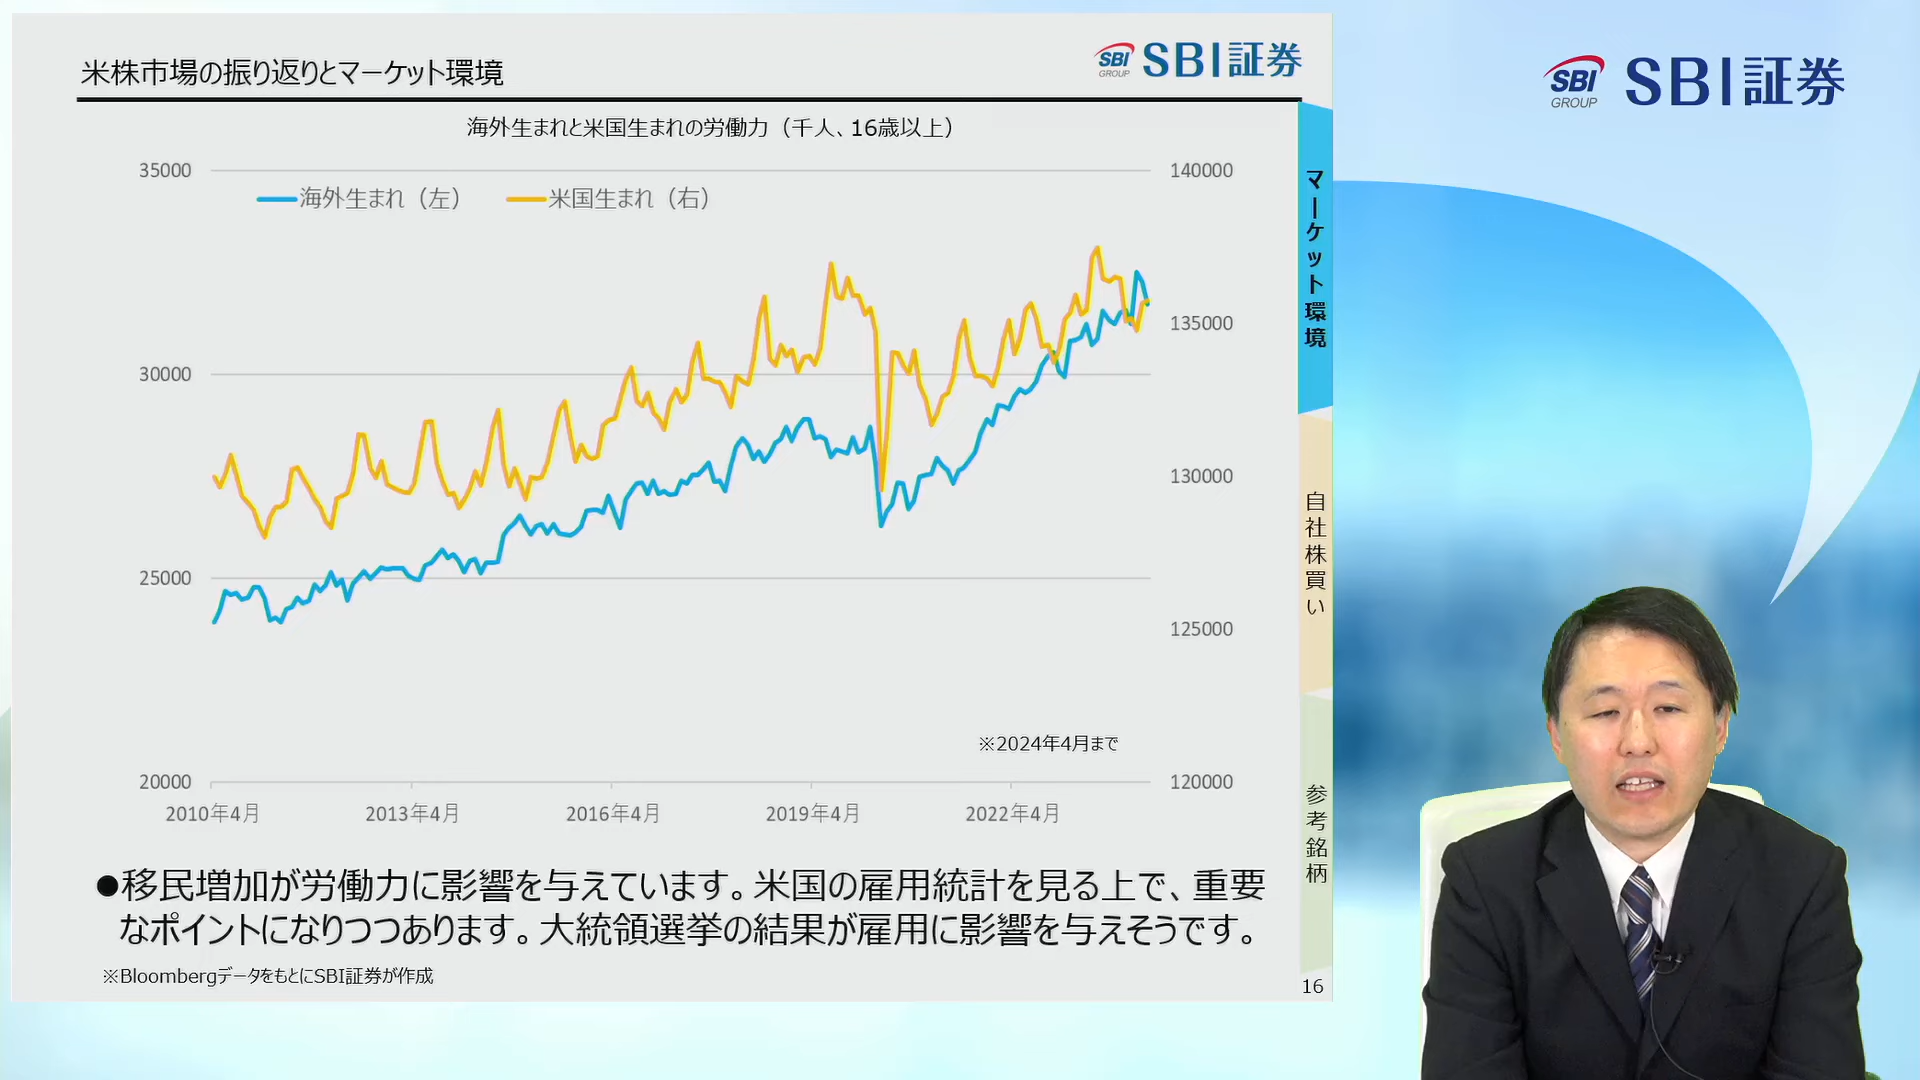 米株市場の振り返りとマーケット環境
SBI GROUP SBI証券
SBI GROUP SBI証券
海外生まれと米国生まれの労働力（千人、16歳以上）
海外生まれ（左） 米国生まれ（右）
35000
30000
25000
20000
140000
135000
130000
125000
120000
※2024年4月まで
2010年4月 2013年4月 2016年4月 2019年4月 2022年4月
マーケット環境
自社株買い
参考銘柄
●移民増加が労働力に影響を与えています。米国の雇用統計を見る上で、重要
なポイントになりつつあります。大統領選挙の結果が雇用に影響を与えそうです。
※BloombergデータをもとにSBI証券が作成
16